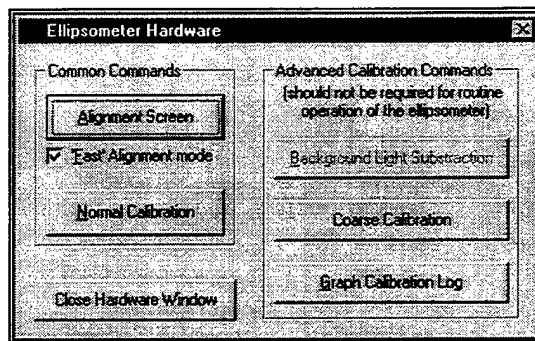 Ellipsometer Hardware
Common Commands
Alignment Screen
'Fast' Alignment mode
Normal Calibration
Close Hardware Window
Advanced Calibration Commands
(should not be required for routine
operation of the ellipsometer)
Background Light Substraction
Coarse Calibration
Graph Calibration Log